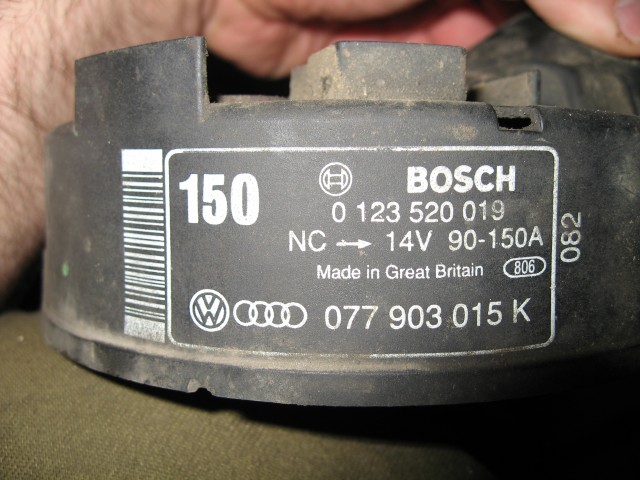 150
BOSCH
0 123 520 019
NC → 14V 90-150A
Made in Great Britain 806
077 903 015 K
082